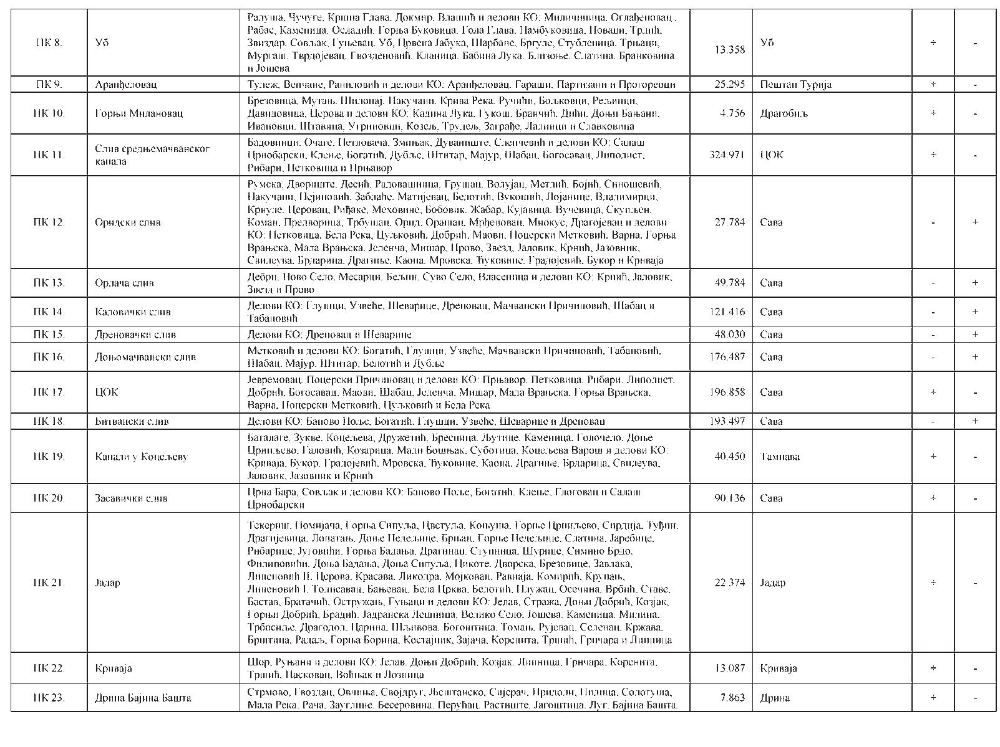 Радуша, Чучуге, Кршна Глава, Докмир, Влашић и делови КО: Миличиница, Оглађеновац,
Рабас, Каменица, Осладић, Горња Буковица, Гола Глава, Памбуковица, Новаци, Трлић,
ПК 8. Уб Звиздар, Совљак, Гуњевац, Уб, Црвена Јабука, Шарбане, Бргуле, Стубленица, Трњаци, 13.358 Уб + -
Мургаш, Тврдојевац, Гвозденовић, Кланица, Бабина Лука, Близоње, Слатина, Бранковина
и Јошева
ПК 9. Аранђеловац Тулеж, Венчане, Раниловић и делови КО: Аранђеловац, Гараши, Партизани и Прогореоци 25.295 Пештан Турија + -
Брезовица, Мутањ, Шилопај, Накучани, Крива Река, Ручићи, Бољковци, Рељинци,
ПК 10. Горњи Милановац Давидовица, Церова и делови КО: Кадина Лука, Гукош, Бранчић, Дићи, Доњи Бањани, 4.756 Драгобиљ + -
Ивановци, Штавица, Угриновци, Козељ, Трудељ, Заграђе, Лалинци и Славковица
Бадовинци, Очаге, Петловача, Змињак, Дуваниште, Слепчевић и делови КО: Салаш
ПК 11. Слив средњемачванског канала Црнобарски, Клење, Богатић, Дубље, Штитар, Мајур, Шабац, Богосавац, Липолист, 324.971 ЦОК + -
Рибари, Петковица и Прњавор
Румска, Двориште, Десић, Радовашница, Грушац, Волујац, Метлић, Бојић, Синошевић,
Накучани, Пејиновић, Заблаће, Матијевац, Белотић, Вукошић, Лојанице, Владимирци,
Крнуле, Церовац, Риђаке, Меховине, Бобовик, Жабар, Кујавица, Вучевица, Скупљен,
ПК 12. Оридски слив Коман, Предворица, Трбушац, Орид, Орашац, Мрђеновац, Миокус, Драгојевац и делови 27.784 Сава - +
КО: Петковица, Бела Река, Цуљковић, Добрић, Маови, Поцерски Метковић, Варна, Горња
Врањска, Мала Врањска, Јеленча, Мишар, Прово, Звезд, Јаловик, Крнић, Јазовник,
Свилеува, Брдарица, Драгиње, Каона, Мровска, Ћуковине, Градојевић, Букор и Криваја
ПК 13. Орлача слив Дебрц, Ново Село, Месарци, Бељин, Суво Село, Власеница и делови КО: Крнић, Јаловик, 49.784 Сава - +
Звезд и Прово
ПК 14. Каловички слив Делови КО: Глушци, Узвеће, Шеварице, Дреновац, Мачвански Причиновић, Шабац и 121.416 Сава - +
Табановић
ПК 15. Дреновачки слив Делови КО: Дреновац и Шеварице 48.030 Сава - +
ПК 16. Доњомачвански слив Метковић и делови КО: Богатић, Глушци, Узвеће, Мачвански Причиновић, Табановић, 176.487 Сава - +
Шабац, Мајур, Штитар, Белотић и Дубље
Јевремовац, Поцерски Причиновац и делови КО: Прњавор, Петковица, Рибари, Липолист,
ПК 17. ЦОК Добрић, Богосавац, Маови, Шабац, Јеленча, Мишар, Мала Врањска, Горња Врањска, 196.858 Сава + -
Варна, Поцерски Метковић, Цуљковић и Бела Река
ПК 18. Битвански слив Делови КО: Баново Поље, Богатић, Глушци, Узвеће, Шеварице и Дреновац 193.497 Сава - +
Баталаге, Зукве, Коцељева, Дружетић, Бресница, Љутице, Каменица, Голочело, Доње
ПК 19. Канали у Коцељеву Црниљево, Галовић, Козарица, Мали Бошњак, Суботица, Коцељева Варош и делови КО: 40.450 Тамнава + -
Криваја, Букор, Градојевић, Мровска, Ћуковине, Каона, Драгиње, Брдарица, Свилеува,
Јаловик, Јазовник и Крнић
ПК 20. Засавички слив Црна Бара, Совљак и делови КО: Баново Поље, Богатић, Клење, Глоговац и Салаш 90.136 Сава + -
Црнобарски
Текериш, Помијача, Горња Сипуља, Цветуља, Коњуша, Горње Црниљево, Сирдија, Туђин,
Драгијевица, Лопатањ, Доње Недељице, Брњац, Горње Недељице, Слатина, Јаребице,
Рибарице, Југовићи, Горња Бадања, Драгинац, Ступница, Шурице, Симино Брдо,
Филиповићи, Доња Бадања, Доња Сипуља, Цикоте, Дворска, Брезовице, Завлака,
Липеновић II, Церова, Красава, Ликодра, Мојковац, Равнаја, Комирић, Крупањ,
ПК 21. Јадар Липеновић I, Толисавац, Бањевац, Бела Црква, Белотић, Плужац, Осечина, Врбић, Ставе, 22.374 Јадар + -
Бастав, Братачић, Остружањ, Гуњаци и делови КО: Јелав, Стража, Доњи Добрић, Козјак,
Горњи Добрић, Брадић, Јадранска Лешница, Велико Село, Јошева, Каменица, Милина,
Трбосиље, Драгодол, Царина, Шљивова, Богоштица, Томањ, Рујевац, Селенац, Кржава,
Брштица, Радаљ, Горња Борина, Костајник, Зајача, Коренита, Тршић, Грнчара и Липница
ПК 22. Криваја Шор, Руњани и делови КО: Јелав, Доњи Добрић, Козјак, Липница, Грнчара, Коренита, 13.087 Криваја + -
Тршић, Пасковац, Воћњак и Лозница
ПК 23. Дрина Бајина Башта Стрмово, Гвоздац, Овчиња, Својдруг, Љештанско, Сијерач, Придоли, Пилица, Солотуша, 7.863 Дрина + -
Мала Река, Рача, Зауглине, Бесеровина, Перућац, Растиште, Јагоштица, Луг, Бајина Башта,